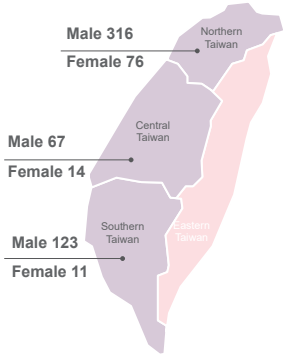 Male 316
Female 76
Northern
Taiwan
Male 67
Female 14
Central
Taiwan
Male 123
Female 11
Southern
Taiwan
Eastern
Taiwan